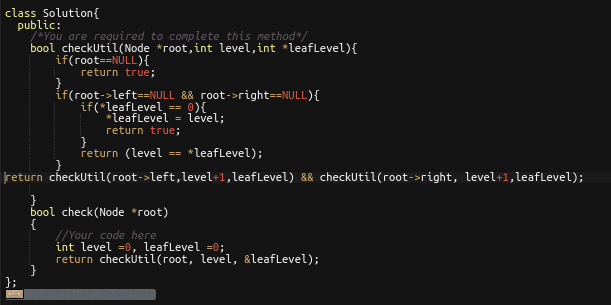 class Solution{
  public:
    /*You are required to complete this method*/
    bool checkUtil(Node *root,int level,int *leafLevel){
        if(root==NULL){
            return true;
        }
        if(root->left==NULL && root->right==NULL){
            if(*leafLevel == 0){
                *leafLevel = level;
                return true;
            }
            return (level == *leafLevel);
        }
return checkUtil(root->left,level+1,leafLevel) && checkUtil(root->right, level+1,leafLevel);
    }
    bool check(Node *root)
    {
        //Your code here
        int level =0, leafLevel =0;
        return checkUtil(root, level, &leafLevel);
    }
};